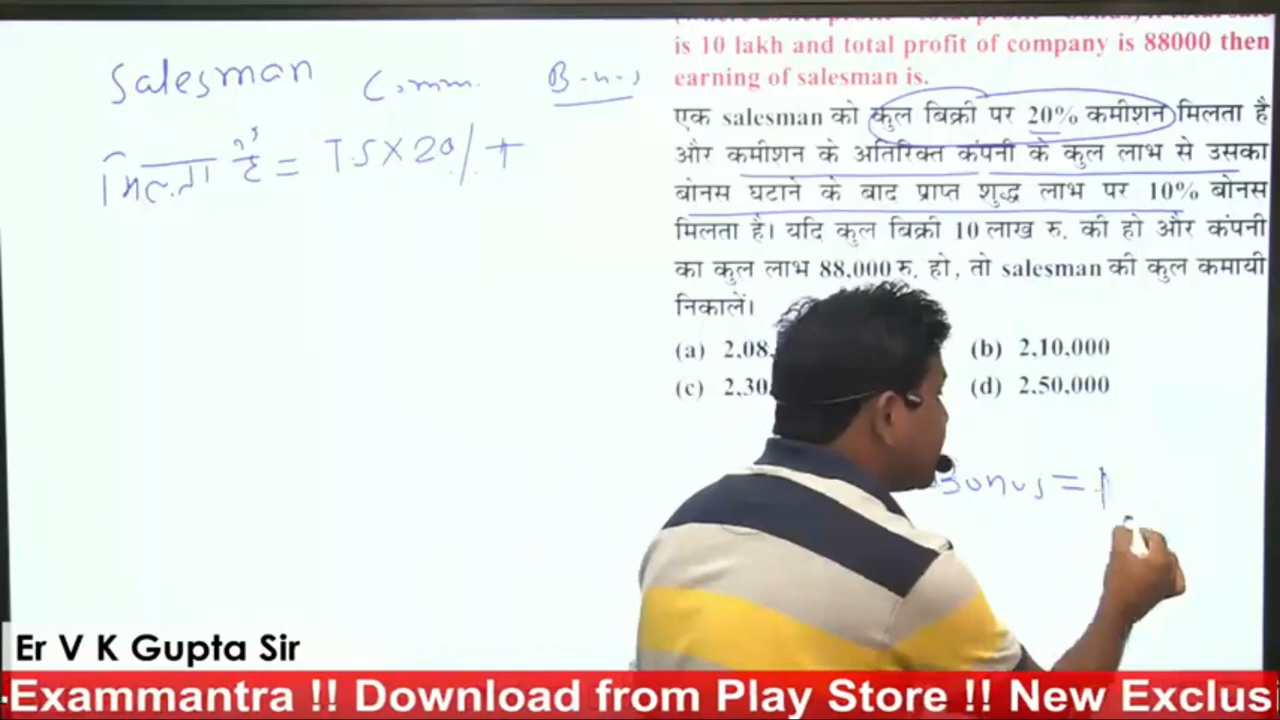 is 10 lakh and total profit of company is 88000 then
earning of salesman is.
एक salesman को कुल बिक्री पर 20% कमीशन मिलता है
और कमीशन के अतिरिक्त कंपनी के कुल लाभ से उसका
बोनस घटाने के बाद प्राप्त शुद्ध लाभ पर 10% बोनस
मिलता है। यदि कुल बिक्री 10 लाख रु. की हो और कंपनी
का कुल लाभ 88,000 रु. हो, तो salesman की कुल कमायी
निकालें।
(a) 2,08, (b) 2,10,000
(c) 2,30, (d) 2,50,000
Salesman Comm.
मिलता है = TS×20/. +
Bonus =
Er V K Gupta Sir
Exammantra !! Download from Play Store !! New Exclus